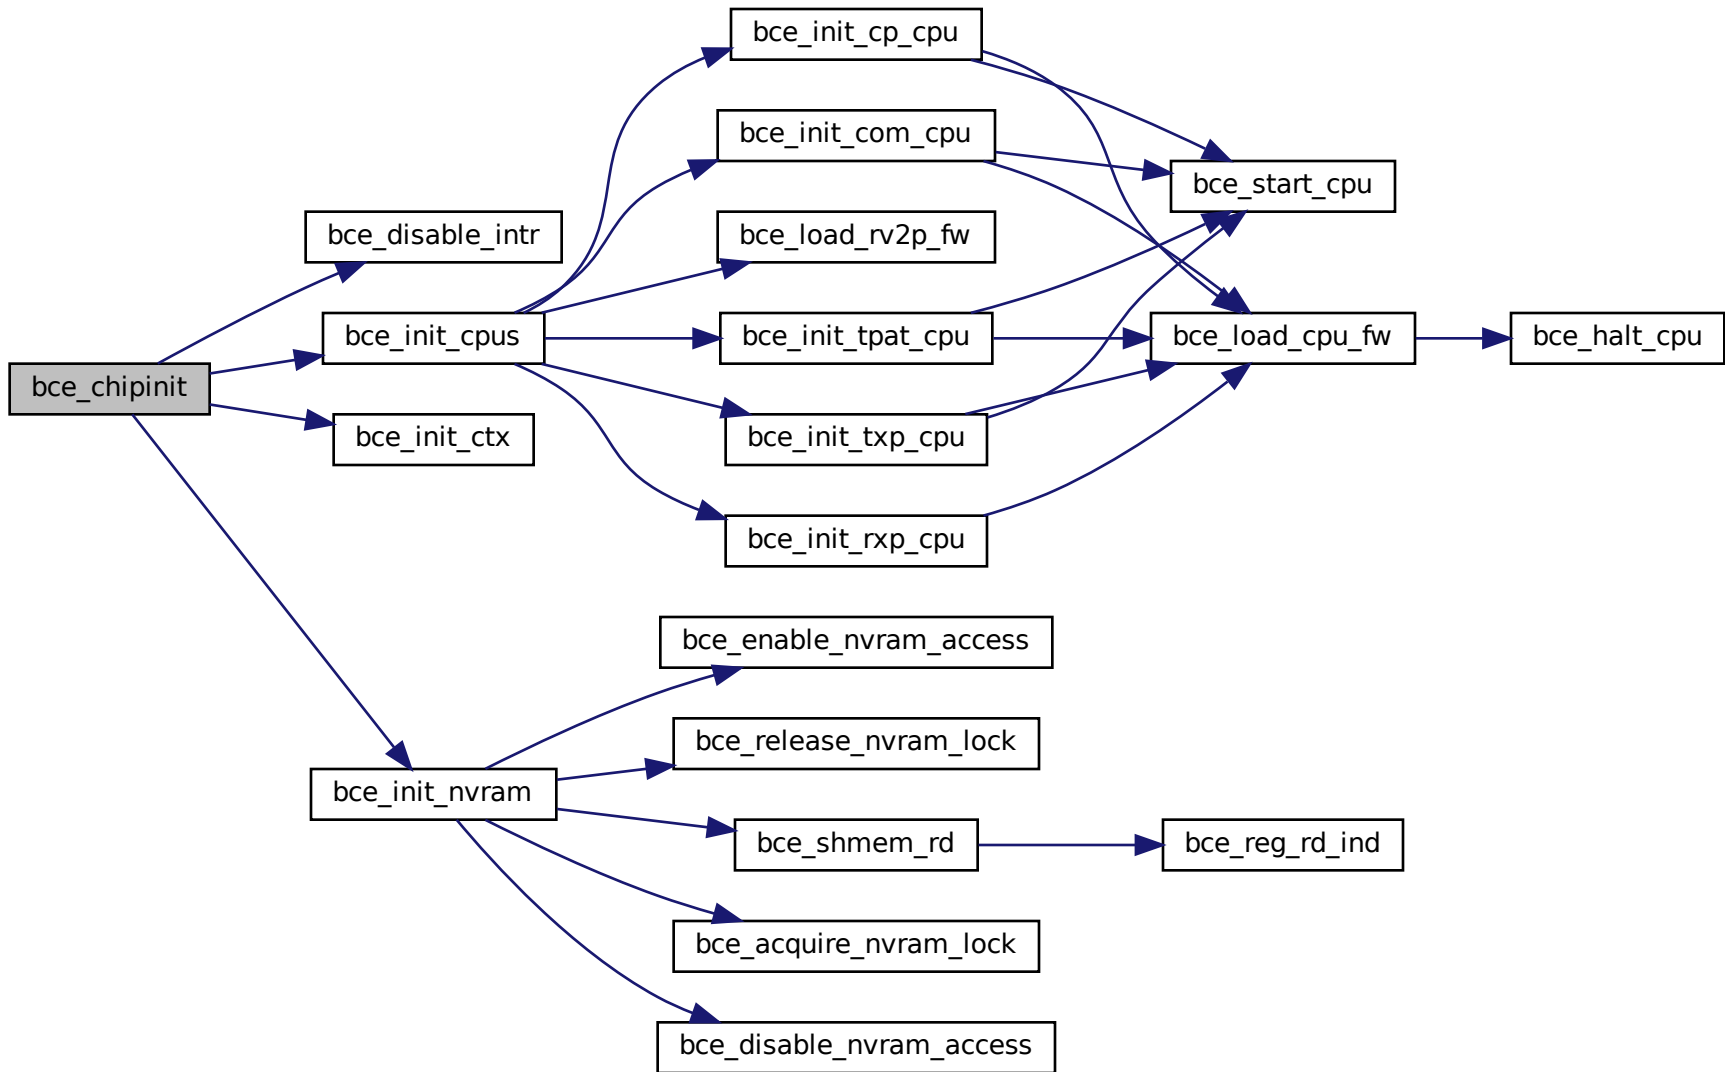 bce_init_cp_cpu
bce_init_com_cpu
bce_start_cpu
bce_disable_intr
bce_load_rv2p_fw
bce_init_cpus
bce_init_tpat_cpu
bce_load_cpu_fw
bce_halt_cpu
bce_chipinit
bce_init_ctx
bce_init_txp_cpu
bce_init_rxp_cpu
bce_enable_nvram_access
bce_release_nvram_lock
bce_init_nvram
bce_shmem_rd
bce_reg_rd_ind
bce_acquire_nvram_lock
bce_disable_nvram_access